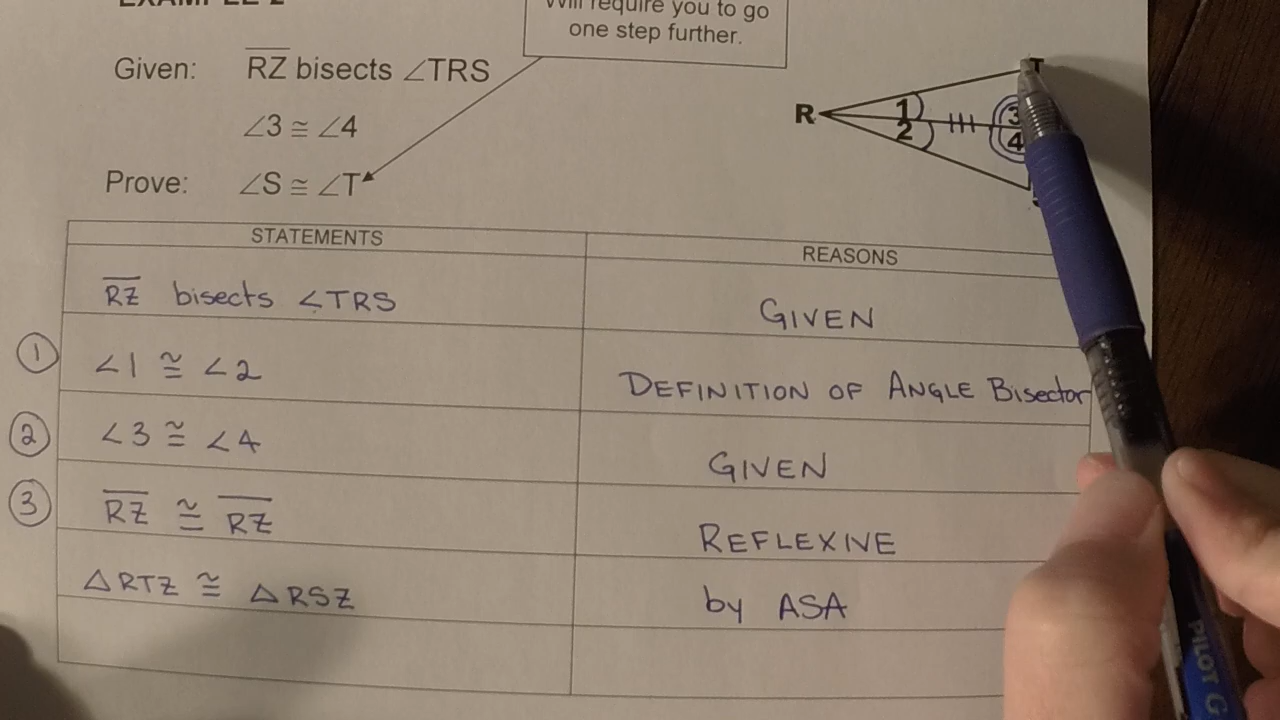 EXAMPLE 2
Will require you to go
one step further.
Given: RZ bisects ∠TRS
∠3 ≅ ∠4
Prove: ∠S ≅ ∠T
R
T
1
2
3
4
STATEMENTS REASONS
RZ bisects ∠TRS GIVEN
1 ∠1 ≅ ∠2 DEFINITION OF ANGLE Bisector
2 ∠3 ≅ ∠4 GIVEN
3 RZ ≅ RZ REFLEXIVE
△RTZ ≅ △RSZ by ASA
PILOT G